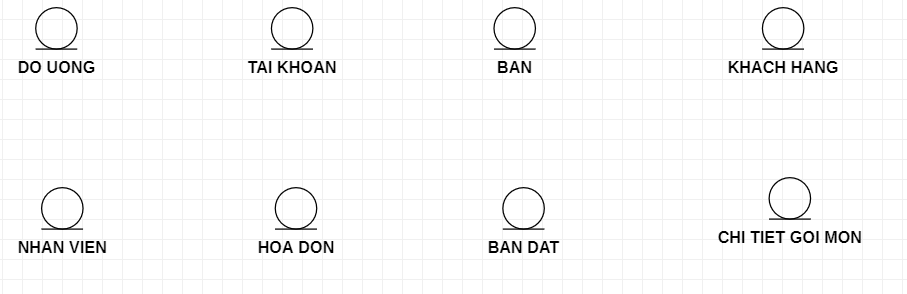 DO UONG
TAI KHOAN
BAN
KHACH HANG
NHAN VIEN
HOA DON
BAN DAT
CHI TIET GOI MON